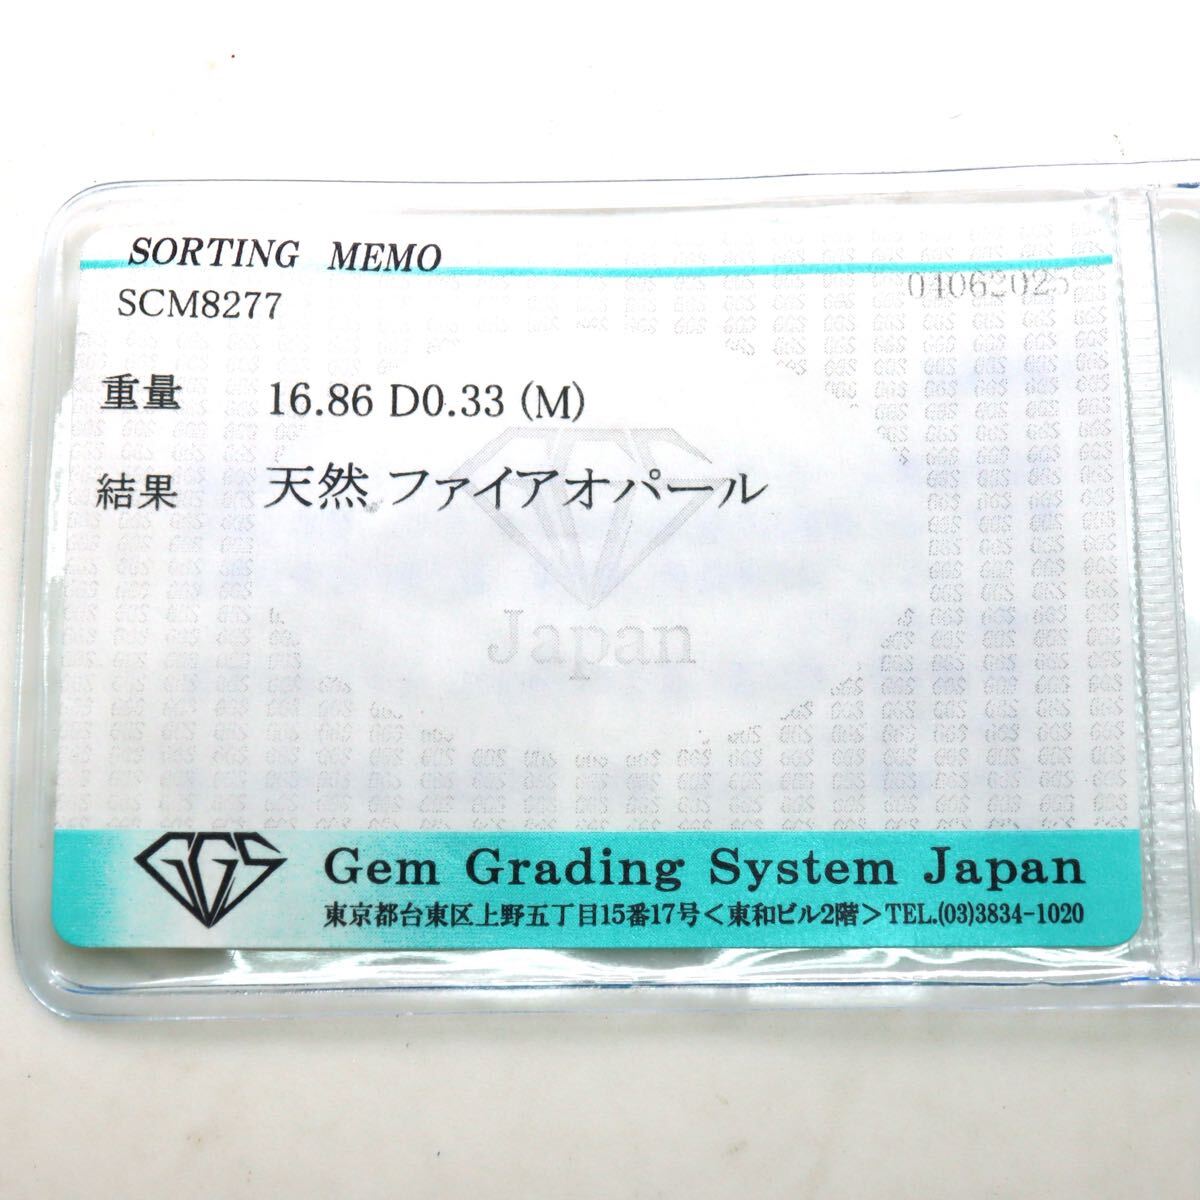 SORTING MEMO
04062025
SCM8277
重量 16.86 D0.33 (M)
結果 天然 ファイアオパール
Japan
GGS Gem Grading System Japan
東京都台東区上野五丁目15番17号＜東和ビル2階＞TEL.(03)3834-1020